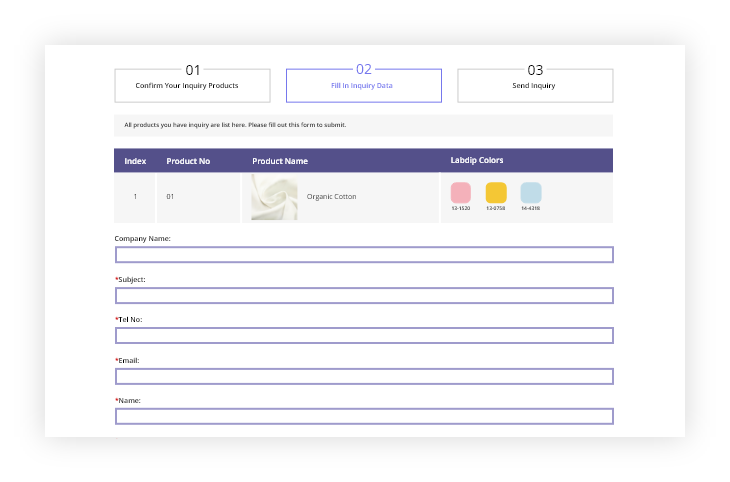 01
Confirm Your Inquiry Products
02
Fill In Inquiry Data
03
Send Inquiry
All products you have inquiry are list here. Please fill out this form to submit.
Index Product No Product Name Labdip Colors
1 01 Organic Cotton
13-1520 13-0758 14-4318
Company Name:
*Subject:
*Tel No:
*Email:
*Name: